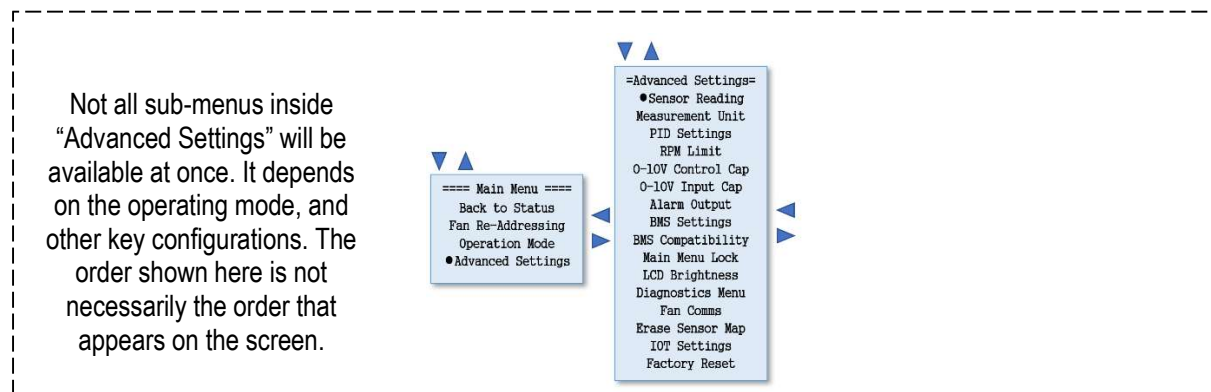 Not all sub-menus inside
“Advanced Settings” will be
available at once. It depends
on the operating mode, and
other key configurations. The
order shown here is not
necessarily the order that
appears on the screen.
==== Main Menu ====
Back to Status
Fan Re-Addressing
Operation Mode
●Advanced Settings
=Advanced Settings=
●Sensor Reading
Measurement Unit
PID Settings
RPM Limit
0-10V Control Cap
0-10V Input Cap
Alarm Output
BMS Settings
BMS Compatibility
Main Menu Lock
LCD Brightness
Diagnostics Menu
Fan Comms
Erase Sensor Map
IOT Settings
Factory Reset